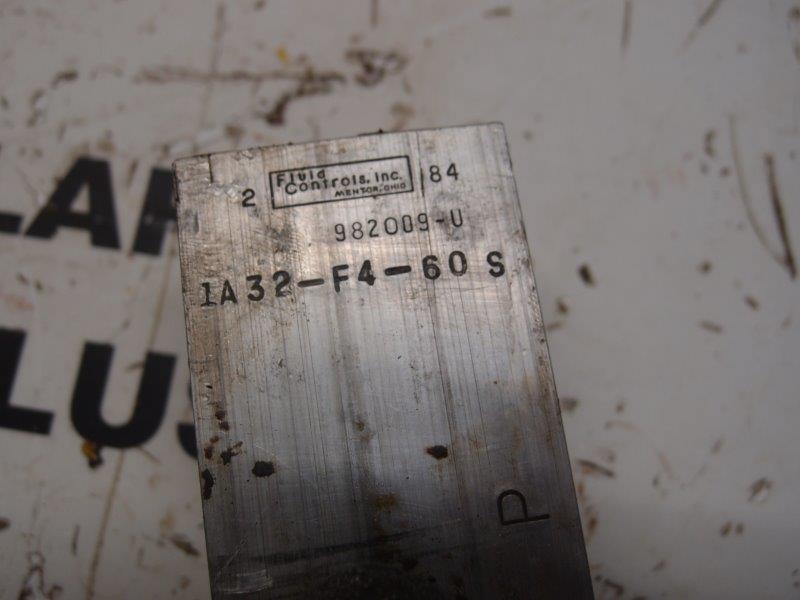 2 Fluid Controls, Inc. 84
MENTOR, OHIO
982009-U
1A32-F4-60 S
P